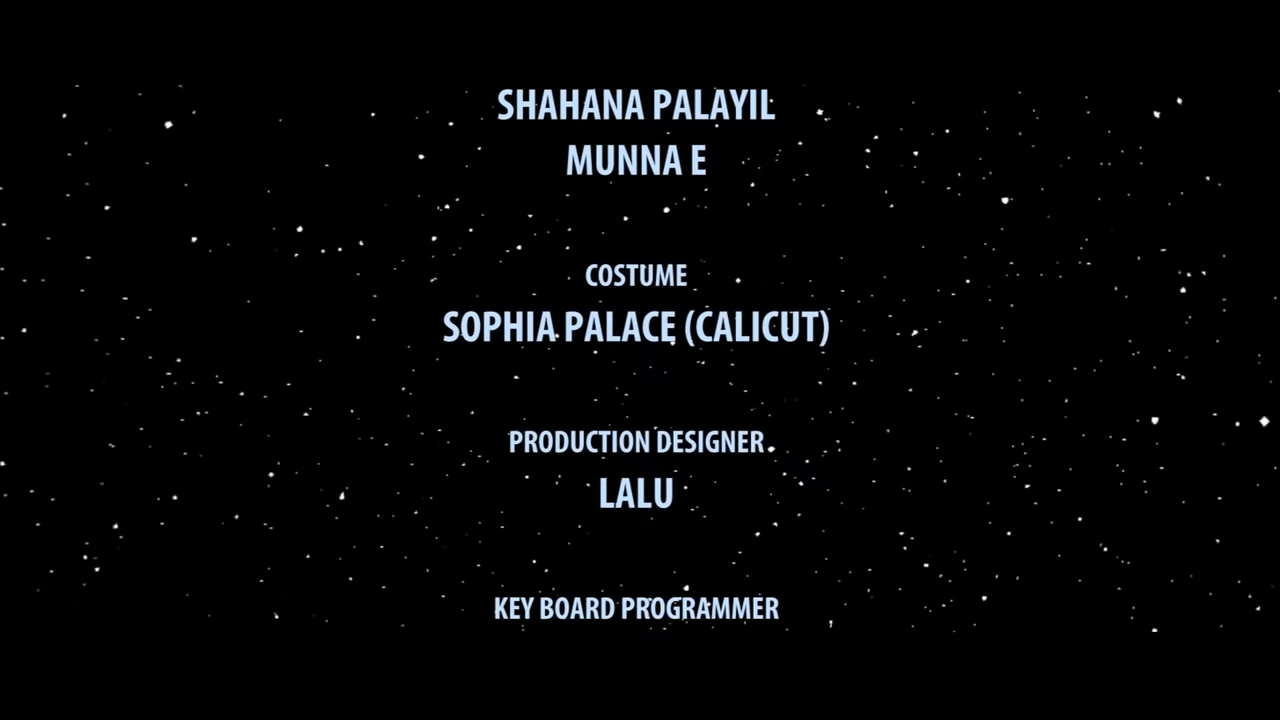 SHAHANA PALAYIL
MUNNA E
COSTUME
SOPHIA PALACE (CALICUT)
PRODUCTION DESIGNER
LALU
KEY BOARD PROGRAMMER